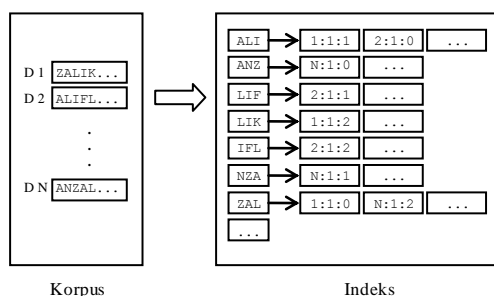 D 1 ZALIK...
D 2 ALIFL...
.
.
.
D N ANZAL...
Korpus
ALI 1:1:1 2:1:0 ...
ANZ N:1:0 ...
LIF 2:1:1 ...
LIK 1:1:2 ...
IFL 2:1:2 ...
NZA N:1:1 ...
ZAL 1:1:0 N:1:2 ...
...
Indeks